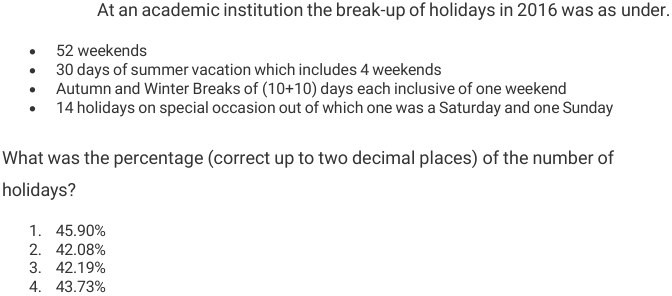 At an academic institution the break-up of holidays in 2016 was as under.
• 52 weekends
• 30 days of summer vacation which includes 4 weekends
• Autumn and Winter Breaks of (10+10) days each inclusive of one weekend
• 14 holidays on special occasion out of which one was a Saturday and one Sunday
What was the percentage (correct up to two decimal places) of the number of
holidays?
1. 45.90%
2. 42.08%
3. 42.19%
4. 43.73%